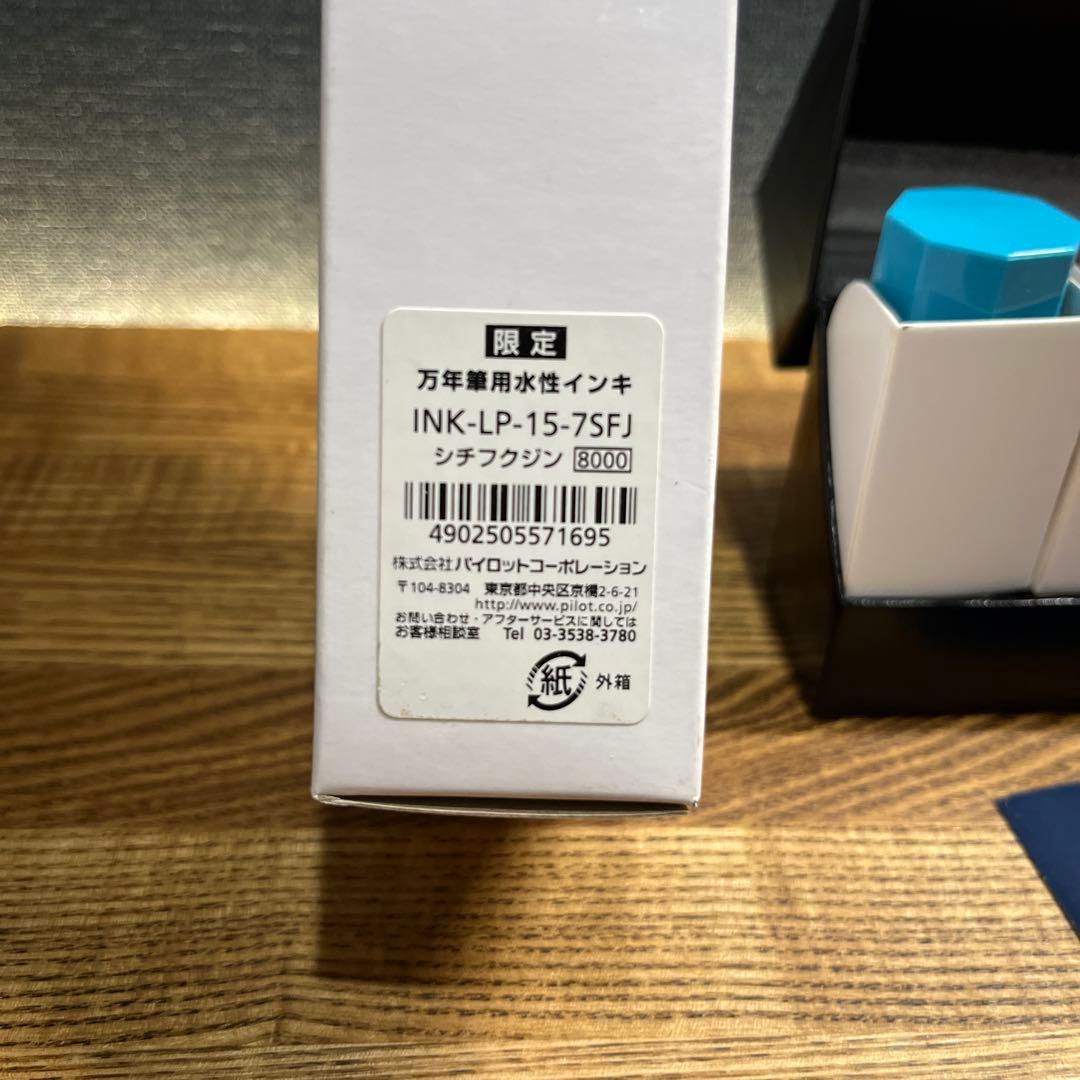 限定
万年筆用水性インキ
INK-LP-15-7SFJ
シチフクジン 8000
4902505571695
株式会社パイロットコーポレーション
〒104-8304 東京都中央区京橋2-6-21
http://www.pilot.co.jp/
お問い合わせ・アフターサービスに関しては
お客様相談室 Tel 03-3538-3780
紙 外箱